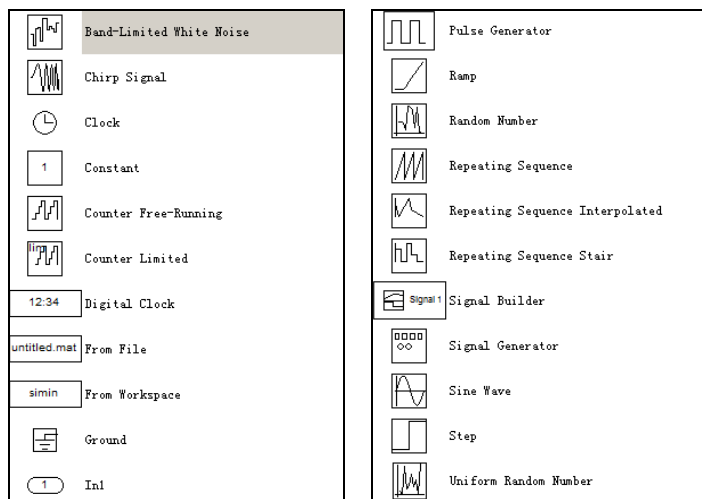 Band-Limited White Noise
Chirp Signal
Clock
1 Constant
Counter Free-Running
lim Counter Limited
12:34 Digital Clock
untitled.mat From File
simin From Workspace
Ground
1 In1
Pulse Generator
Ramp
Random Number
Repeating Sequence
Repeating Sequence Interpolated
Repeating Sequence Stair
Signal 1 Signal Builder
Signal Generator
Sine Wave
Step
Uniform Random Number